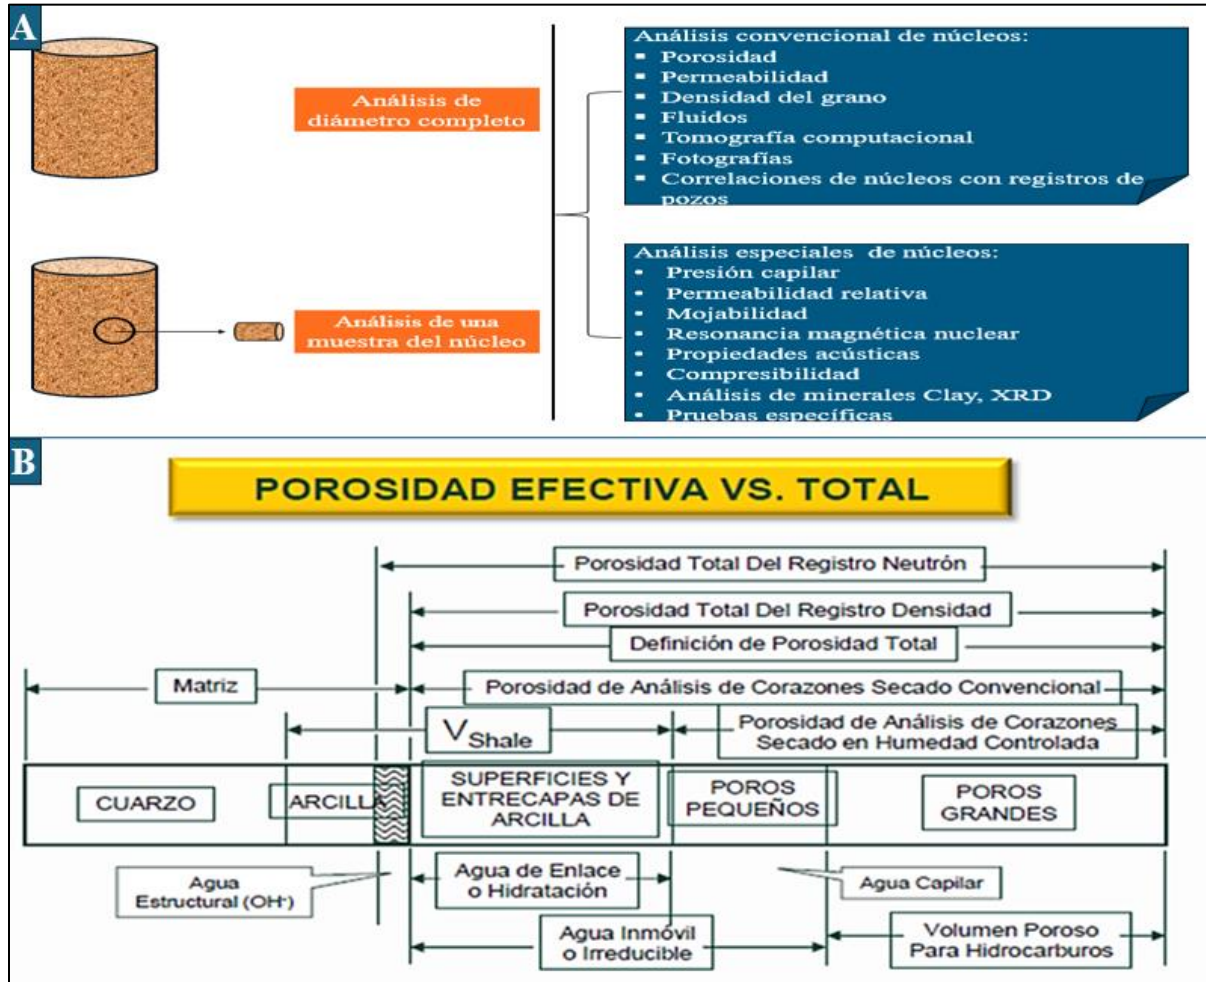 A
Análisis de
diámetro completo
Análisis convencional de núcleos:
▪ Porosidad
▪ Permeabilidad
▪ Densidad del grano
▪ Fluidos
▪ Tomografía computacional
▪ Fotografías
▪ Correlaciones de núcleos con registros de
pozos
Análisis de una
muestra del núcleo
Análisis especiales de núcleos:
• Presión capilar
• Permeabilidad relativa
• Mojabilidad
• Resonancia magnética nuclear
• Propiedades acústicas
• Compresibilidad
• Análisis de minerales Clay, XRD
• Pruebas específicas
B
POROSIDAD EFECTIVA VS. TOTAL
Porosidad Total Del Registro Neutrón
Porosidad Total Del Registro Densidad
Definición de Porosidad Total
Matriz
Porosidad de Análisis de Corazones Secado Convencional
VShale
Porosidad de Análisis de Corazones
Secado en Humedad Controlada
CUARZO
ARCILLA
SUPERFICIES Y
ENTRECAPAS DE
ARCILLA
POROS
PEQUEÑOS
POROS
GRANDES
Agua
Estructural (OH-)
Agua de Enlace
o Hidratación
Agua Capilar
Agua Inmóvil
o Irreducible
Volumen Poroso
Para Hidrocarburos